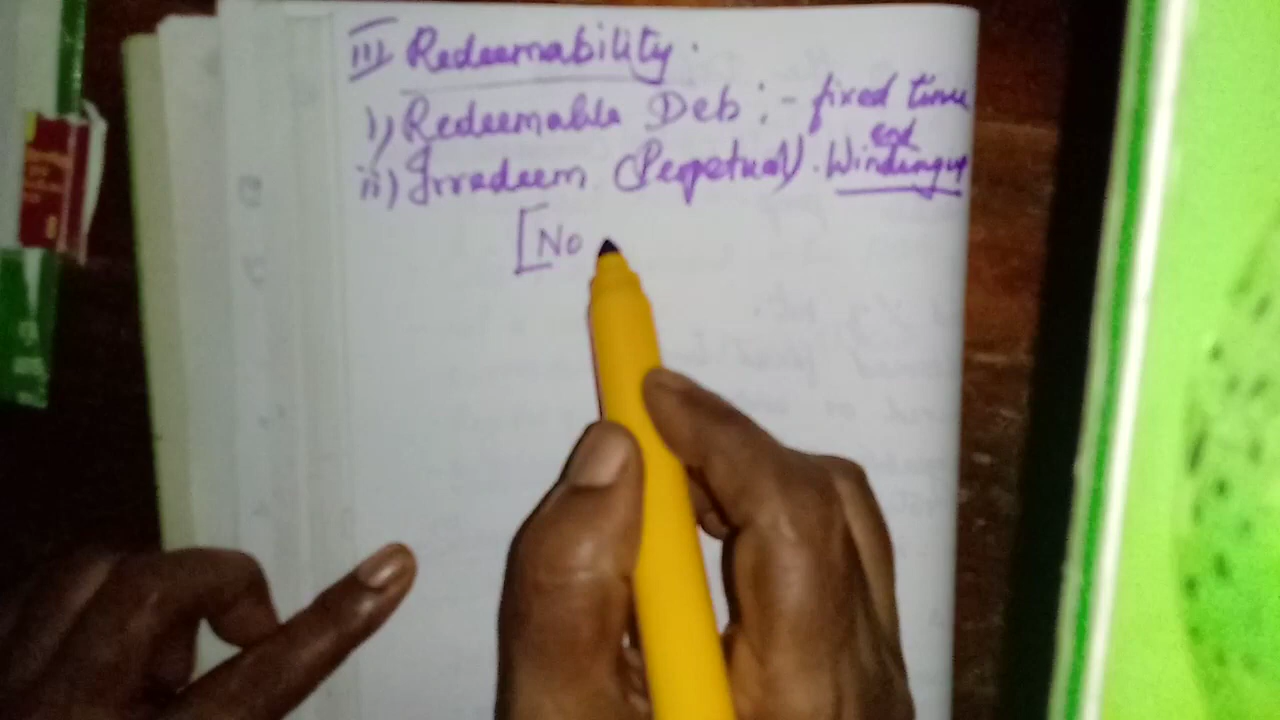 III Redeemability.
i) Redeemable Deb :- fixed time
end
ii) Irredeem (Perpetual). Windingup
[No